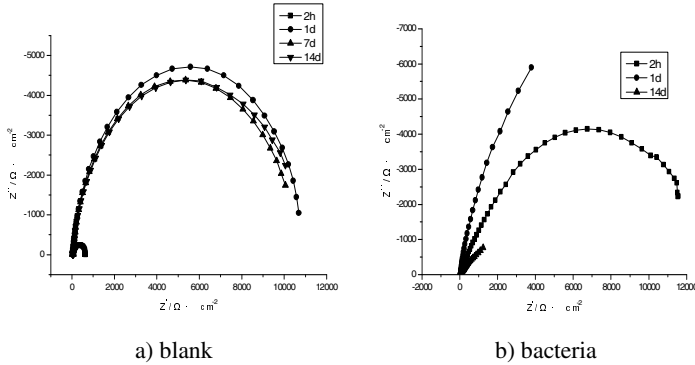 2h
1d
7d
14d
-5000
-4000
-3000
-2000
-1000
0
0 2000 4000 6000 8000 10000 12000
Z''/Ω· cm-2
Z'/Ω· cm-2
a) blank
2h
1d
14d
-7000
-6000
-5000
-4000
-3000
-2000
-1000
0
-2000 0 2000 4000 6000 8000 10000 12000
Z''/Ω· cm-2
Z'/Ω· cm-2
b) bacteria